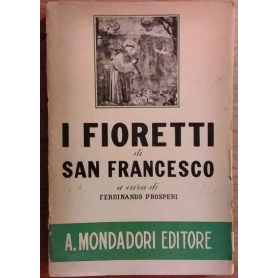 I FIORETTI
di
SAN FRANCESCO
a cura di
FERDINANDO PROSPERI
A. MONDADORI EDITORE